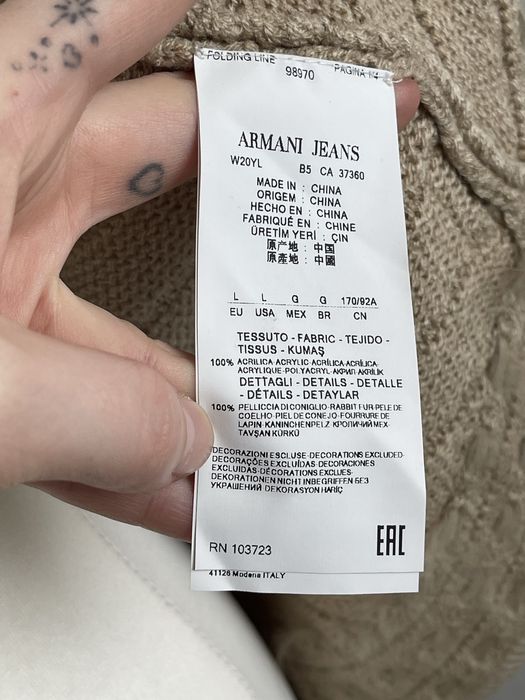 FOLDING LINE PAGINA N4
98970
ARMANI JEANS
W20YL B5 CA 37360
MADE IN : CHINA
ORIGEM : CHINA
HECHO EN : CHINA
FABRIQUÉ EN : CHINE
ÜRETİM YERİ : ÇIN
原产地 : 中国
原產地 : 中國
L L G G 170/92A
EU USA MEX BR CN
TESSUTO - FABRIC - TEJIDO -
TISSUS - KUMAŞ
100% ACRILICA-ACRYLIC-ACRÍLICA-ACRÍLICA-
ACRYLIQUE-POLYACRYL-АКРИЛ AKRİLİK
DETTAGLI - DETAILS - DETALLE
- DÉTAILS - DETAYLAR
100% PELLICCIA DI CONIGLIO-RABBIT FUR-PELE DE
COELHO-PIEL DE CONEJO-FOURRURE DE
LAPIN-KANINCHENPELZ КРОЛИЧИЙ МЕХ-
TAVŞAN KÜRKÜ
DECORAZIONI ESCLUSE-DECORATIONS EXCLUDED-
DECORAÇÕES EXCLUÍDAS-DECORACIONES
EXCLUIDAS-DÉCORATIONS EXCLUES-
DEKORATIONEN NICHT INBEGRIFFEN БЕЗ
УКРАШЕНИЙ DEKORASYON HARİÇ
RN 103723 EAC
41126 Modena ITALY